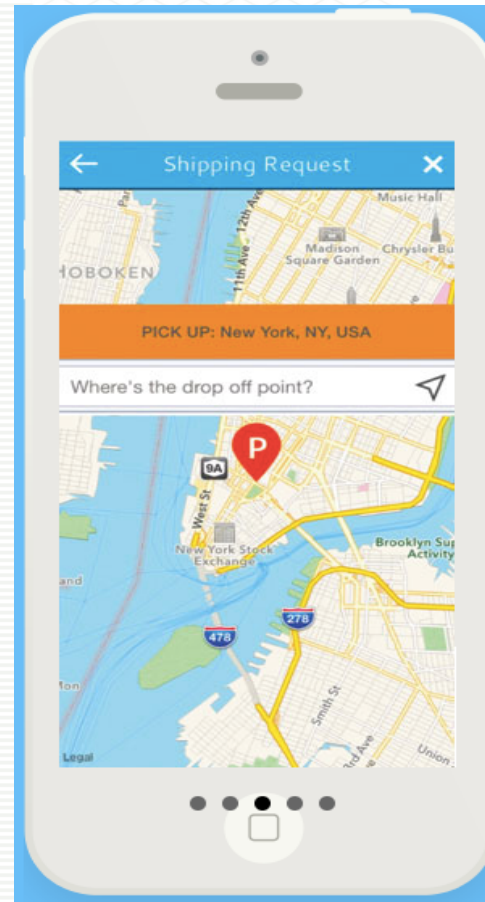 Shipping Request
Music Hall
12th Ave
11th Ave
Madison
Square Garden
Chrysler Bu
HOBOKEN
PICK UP: New York, NY, USA
Where's the drop off point?
P
9A
West St
New York Stock
Exchange
Brooklyn Sup
Activity
and
278
478
Mon
Smith St
3rd Ave
Union
Legal